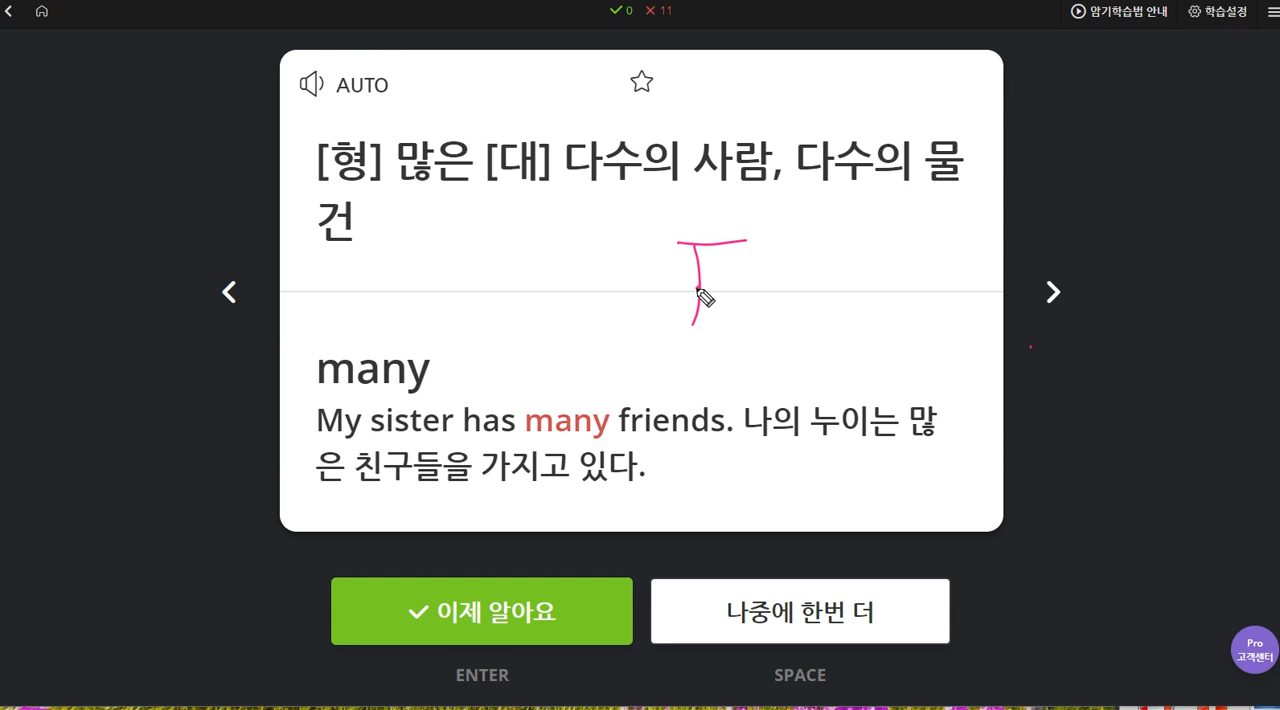 0 11 암기학습법 안내 학습설정
AUTO
[형] 많은 [대] 다수의 사람, 다수의 물
건
many
My sister has many friends. 나의 누이는 많
은 친구들을 가지고 있다.
이제 알아요 나중에 한번 더
ENTER SPACE
Pro
고객센터